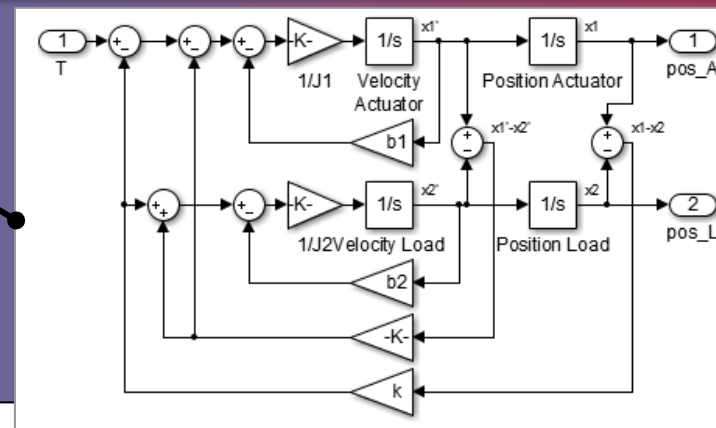 1
T
+
−
+
−
+
−
-K-
1/J1
1/s
Velocity
Actuator
x1'
1/s
Position Actuator
x1
1
pos_A
b1
+
−
x1'-x2'
+
−
x1-x2
+
+
+
−
-K-
1/J2
1/s
Velocity Load
x2'
1/s
Position Load
x2
2
pos_L
b2
-K-
k